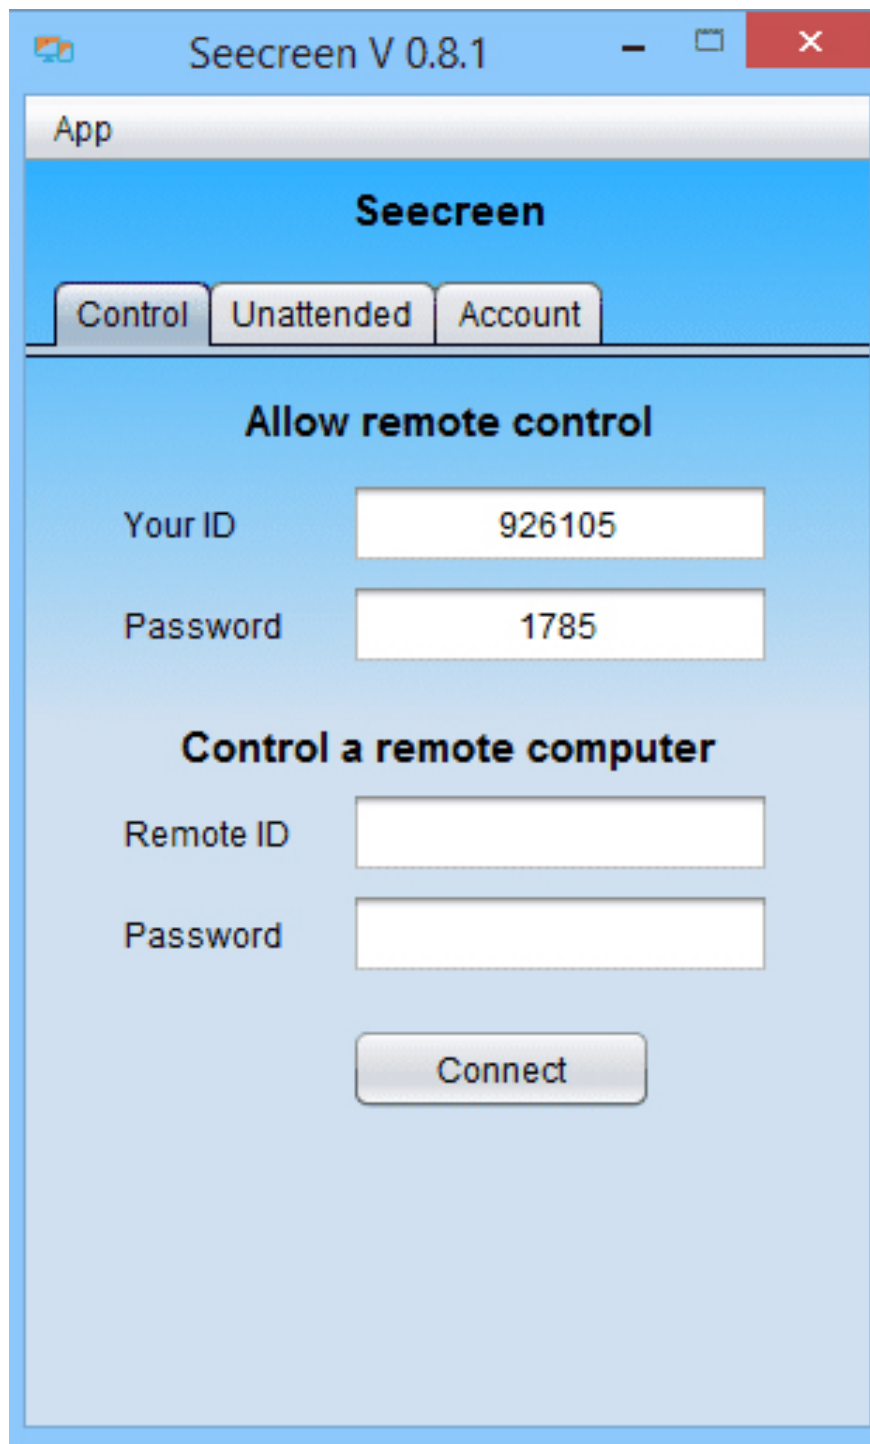 Seecreen V 0.8.1
App
Seecreen
Control Unattended Account
Allow remote control
Your ID 926105
Password 1785
Control a remote computer
Remote ID
Password
Connect